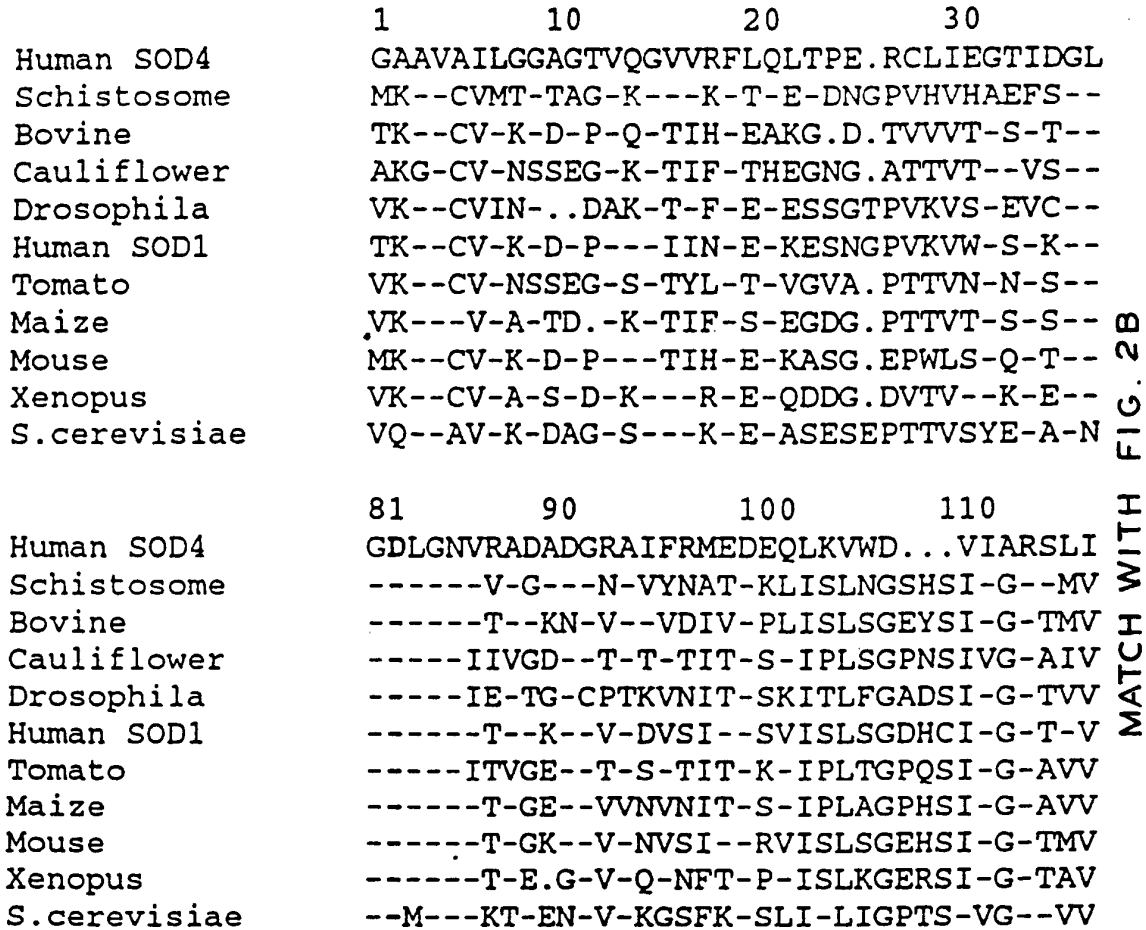 1 10 20 30
Human SOD4 GAAVAILGGAGTVQGVVRFLQLTPE.RCLIEGTIDGL
Schistosome MK--CVMT-TAG-K---K-T-E-DNGPVHVHAEFS--
Bovine TK--CV-K-D-P-Q-TIH-EAKG.D.TVVVT-S-T--
Cauliflower AKG-CV-NSSEG-K-TIF-THEGNG.ATTVT--VS--
Drosophila VK--CVIN-..DAK-T-F-E-ESSGTPVKVS-EVC--
Human SOD1 TK--CV-K-D-P---IIN-E-KESNGPVKVW-S-K--
Tomato VK--CV-NSSEG-S-TYL-T-VGVA.PTTVN-N-S--
Maize VK---V-A-TD.-K-TIF-S-EGDG.PTTVT-S-S--
Mouse MK--CV-K-D-P---TIH-E-KASG.EPWLS-Q-T--
Xenopus VK--CV-A-S-D-K---R-E-QDDG.DVTV--K-E--
S.cerevisiae VQ--AV-K-DAG-S---K-E-ASESEPTTVSYE-A-N
81 90 100 110
Human SOD4 GDLGNVRADADGRAIFRMEDEQLKVWD...VIARSLI
Schistosome ------V-G---N-VYNAT-KLISLNGSHSI-G--MV
Bovine ------T--KN-V--VDIV-PLISLSGEYSI-G-TMV
Cauliflower -----IIVGD--T-T-TIT-S-IPLSGPNSIVG-AIV
Drosophila -----IE-TG-CPTKVNIT-SKITLFGADSI-G-TVV
Human SOD1 ------T--K--V-DVSI--SVISLSGDHCI-G-T-V
Tomato -----ITVGE--T-S-TIT-K-IPLTGPQSI-G-AVV
Maize ------T-GE--VVNVNIT-S-IPLAGPHSI-G-AVV
Mouse ------T-GK--V-NVSI--RVISLSGEHSI-G-TMV
Xenopus ------T-E.G-V-Q-NFT-P-ISLKGERSI-G-TAV
S.cerevisiae --M---KT-EN-V-KGSFK-SLI-LIGPTS-VG--VV
MATCH WITH FIG. 2B